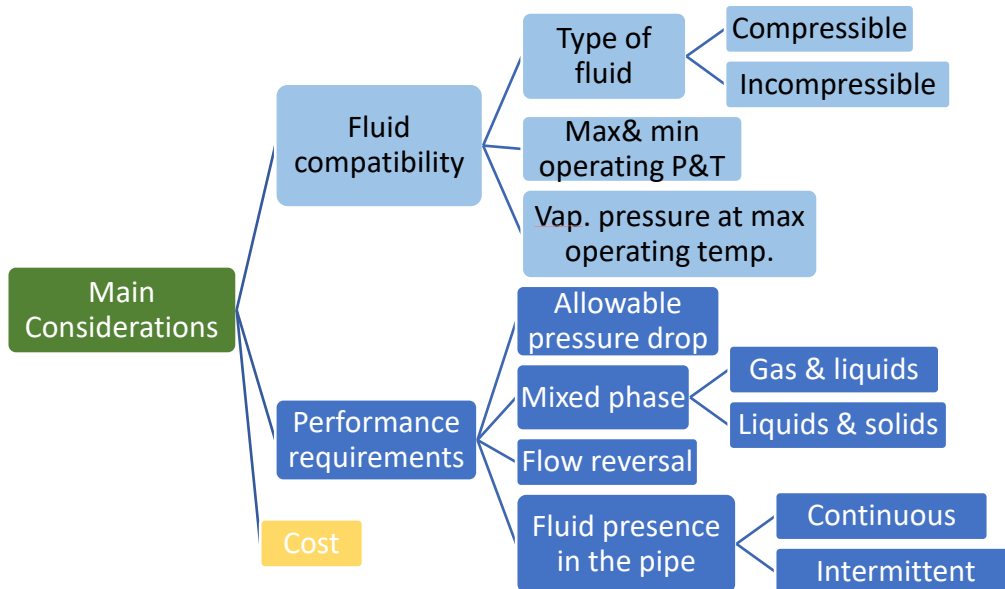 Main
Considerations
Fluid
compatibility
Type of
fluid
Compressible
Incompressible
Max& min
operating P&T
Vap. pressure at max
operating temp.
Performance
requirements
Allowable
pressure drop
Mixed phase
Gas & liquids
Liquids & solids
Flow reversal
Fluid presence
in the pipe
Continuous
Intermittent
Cost